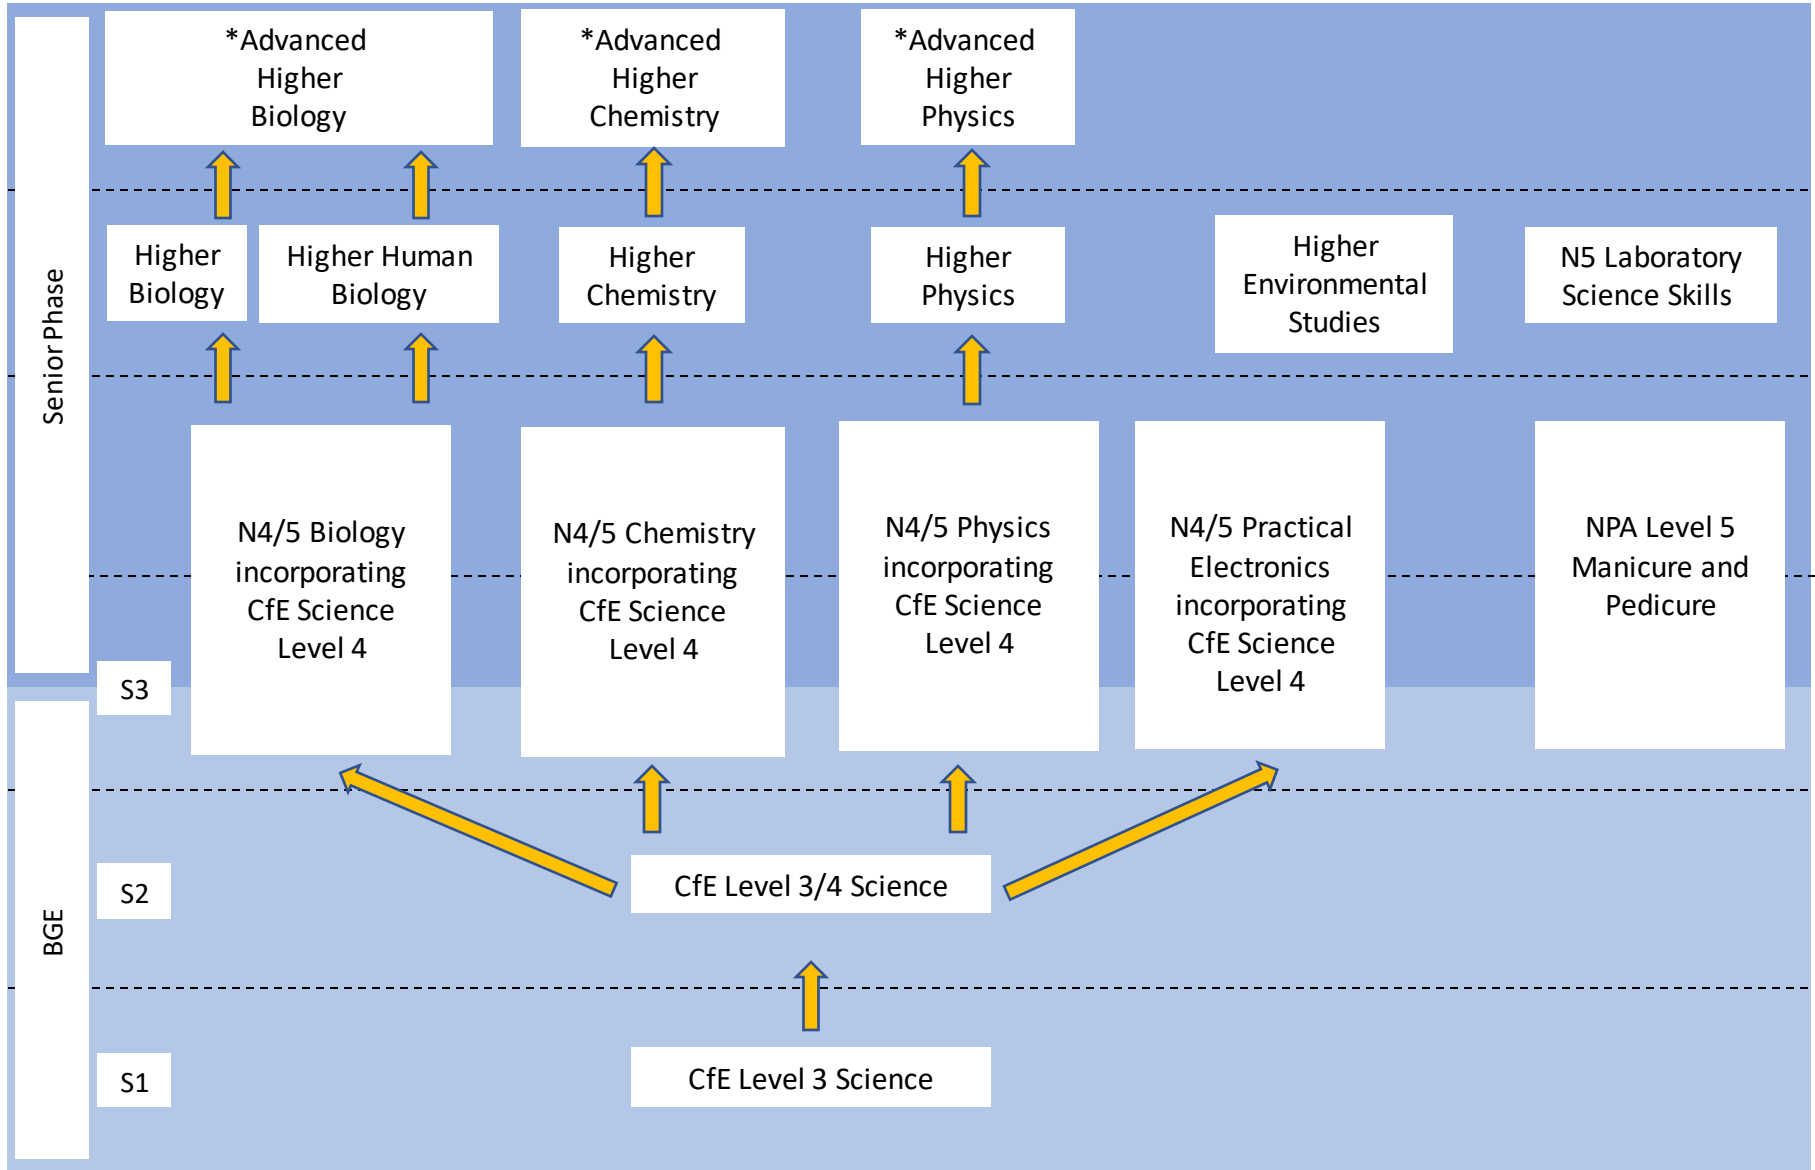 *Advanced
Higher
Biology
*Advanced
Higher
Chemistry
*Advanced
Higher
Physics
Senior Phase
Higher
Biology
Higher Human
Biology
Higher
Chemistry
Higher
Physics
Higher
Environmental
Studies
N5 Laboratory
Science Skills
N4/5 Biology
incorporating
CfE Science
Level 4
N4/5 Chemistry
incorporating
CfE Science
Level 4
N4/5 Physics
incorporating
CfE Science
Level 4
N4/5 Practical
Electronics
incorporating
CfE Science
Level 4
NPA Level 5
Manicure and
Pedicure
S3
BGE
S2
CfE Level 3/4 Science
S1
CfE Level 3 Science